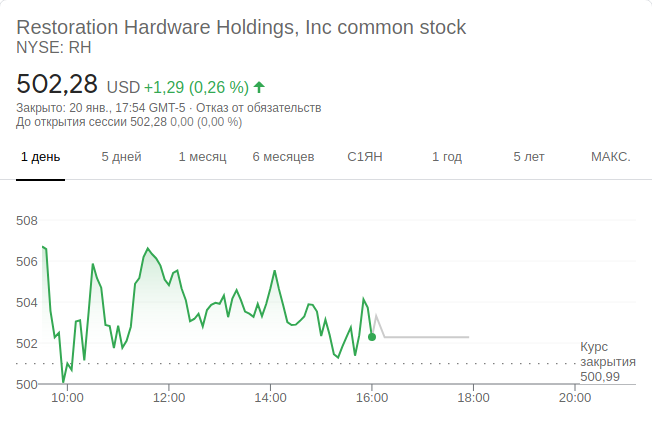 Restoration Hardware Holdings, Inc common stock
NYSE: RH
502,28 USD +1,29 (0,26 %)
Закрыто: 20 янв., 17:54 GMT-5 · Отказ от обязательств
До открытия сессии 502,28 0,00 (0,00 %)
1 день 5 дней 1 месяц 6 месяцев С1ЯН 1 год 5 лет МАКС.
508
506
504
502
500
Курс
закрытия
500,99
10:00 12:00 14:00 16:00 18:00 20:00